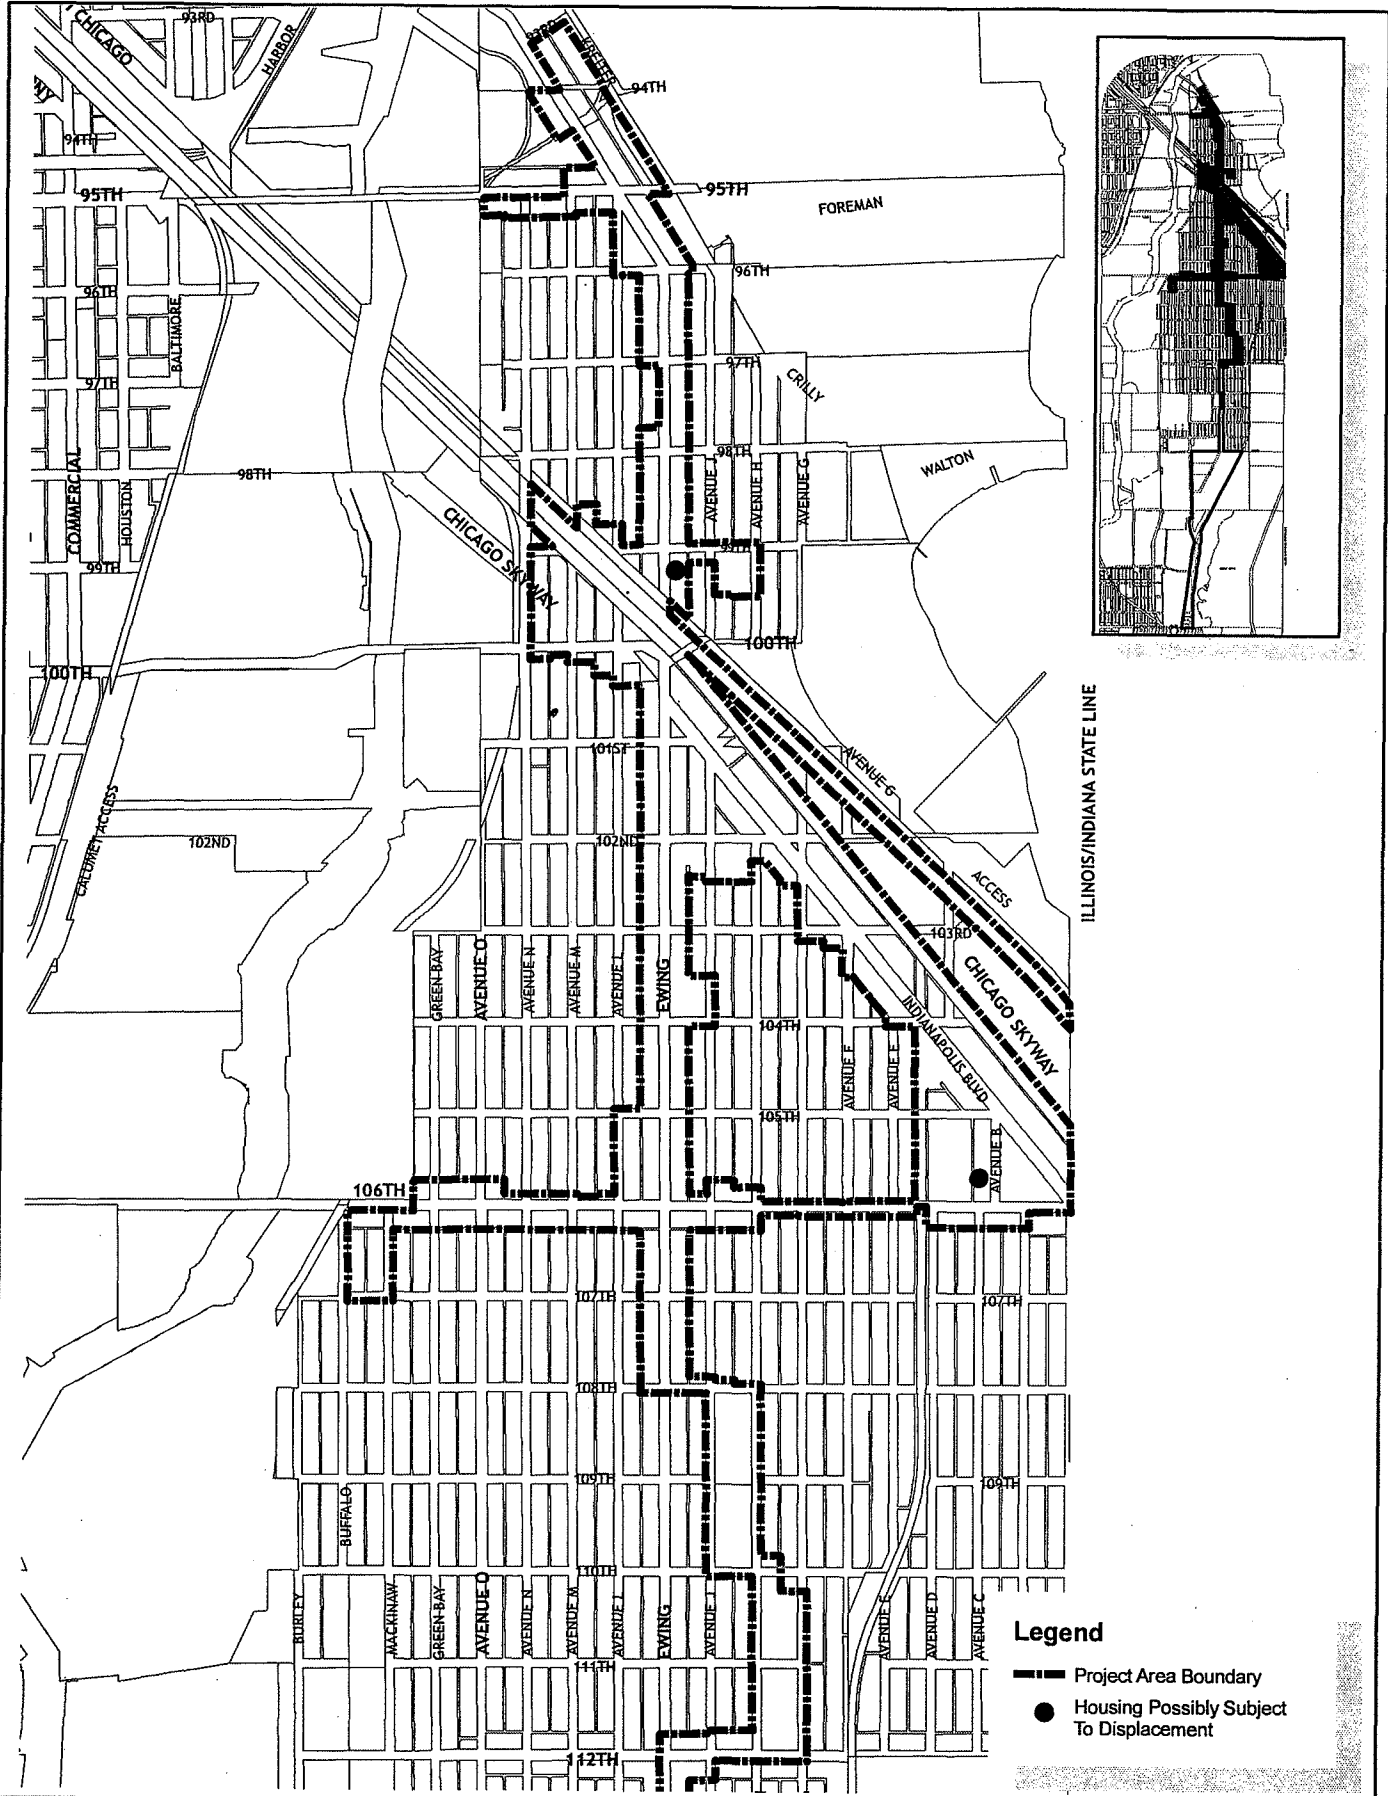 CHICAGO
93RD
HARBOR
93RD
KREITER
94TH
NY
94TH
95TH
95TH
FOREMAN
96TH
96TH
BALTIMORE
97TH
97TH
CRILLY
98TH
98TH
WALTON
COMMERCIAL
HOUSTON
AVENUE H
AVENUE G
CHICAGO SKYWAY
99TH
99TH
100TH
100TH
ILLINOIS/INDIANA STATE LINE
101ST
AVENUE G
CALUMET ACCESS
102ND
102ND
ACCESS
103RD
CHICAGO SKYWAY
GREEN BAY
AVENUE O
AVENUE N
AVENUE M
AVENUE L
EWING
104TH
INDIANAPOLIS BLVD
AVENUE F
AVENUE E
105TH
AVENUE B
106TH
107TH
107TH
108TH
109TH
109TH
BUFFALO
110TH
BURLEY
MACKINAW
GREEN BAY
AVENUE O
AVENUE N
AVENUE M
AVENUE L
EWING
AVENUE J
AVENUE D
AVENUE C
111TH
112TH
Legend
Project Area Boundary
Housing Possibly Subject
To Displacement